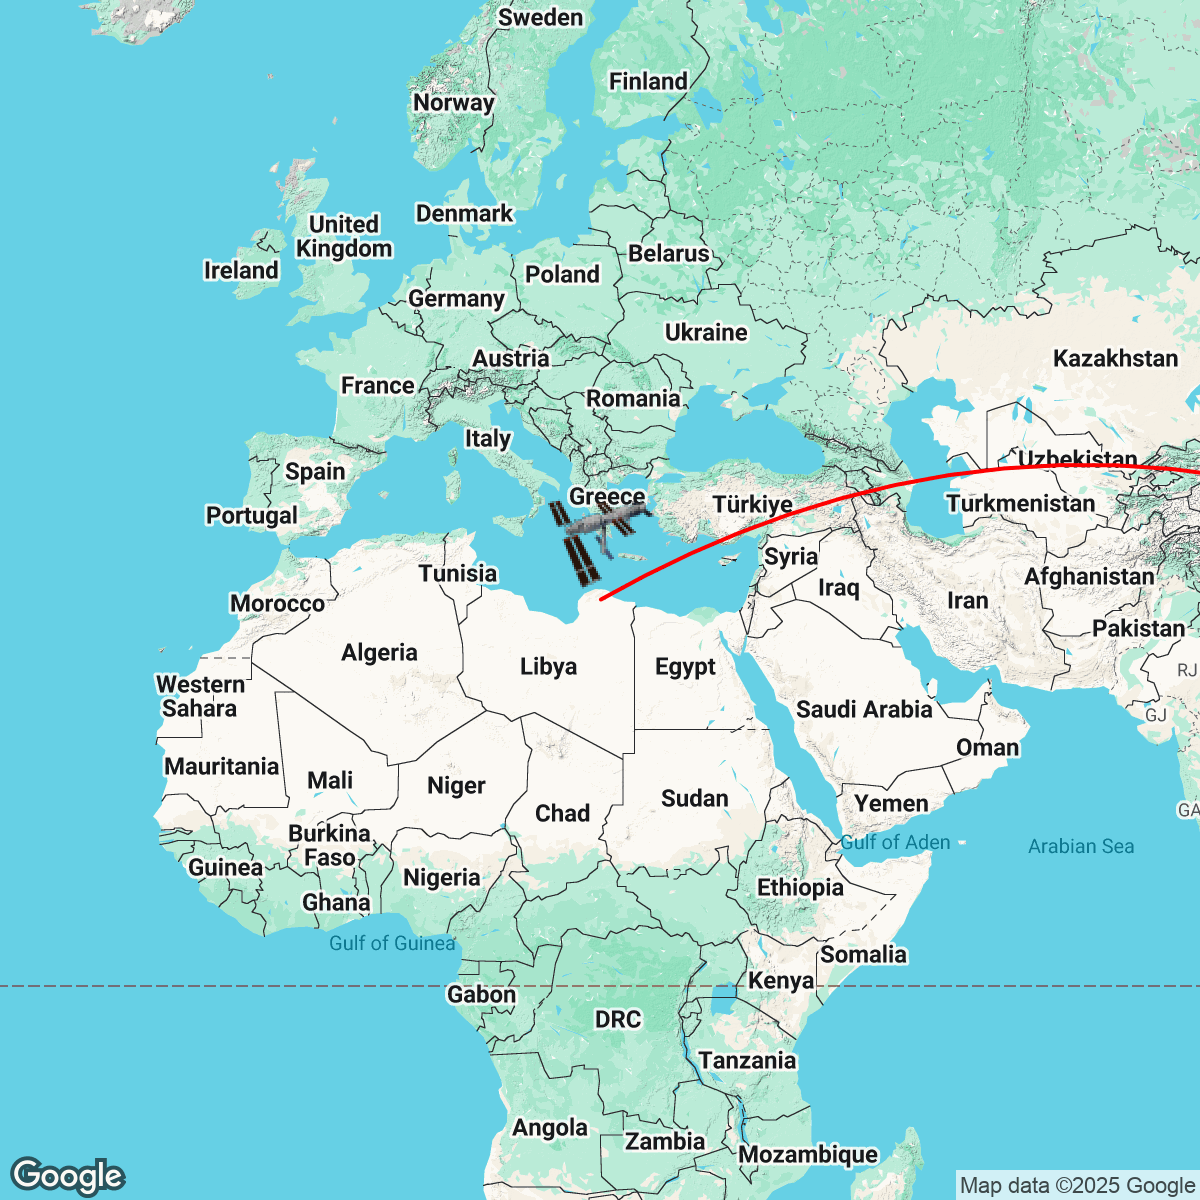 Sweden
Finland
Norway
Denmark
United
Kingdom
Ireland
Belarus
Poland
Germany
Ukraine
Austria
Kazakhstan
France
Romania
Italy
Uzbekistan
Spain
Greece
Türkiye
Turkmenistan
Portugal
Syria
Tunisia
Afghanistan
Iraq
Iran
Morocco
Pakistan
Algeria
Libya
Egypt
RJ
Western
Sahara
Saudi Arabia
GJ
Oman
Mauritania
Mali
Niger
Sudan
Yemen
Chad
GA
Burkina
Faso
Gulf of Aden
Arabian Sea
Guinea
Nigeria
Ethiopia
Ghana
Gulf of Guinea
Somalia
Kenya
Gabon
DRC
Tanzania
Angola
Zambia
Mozambique
Google
Map data ©2025 Google